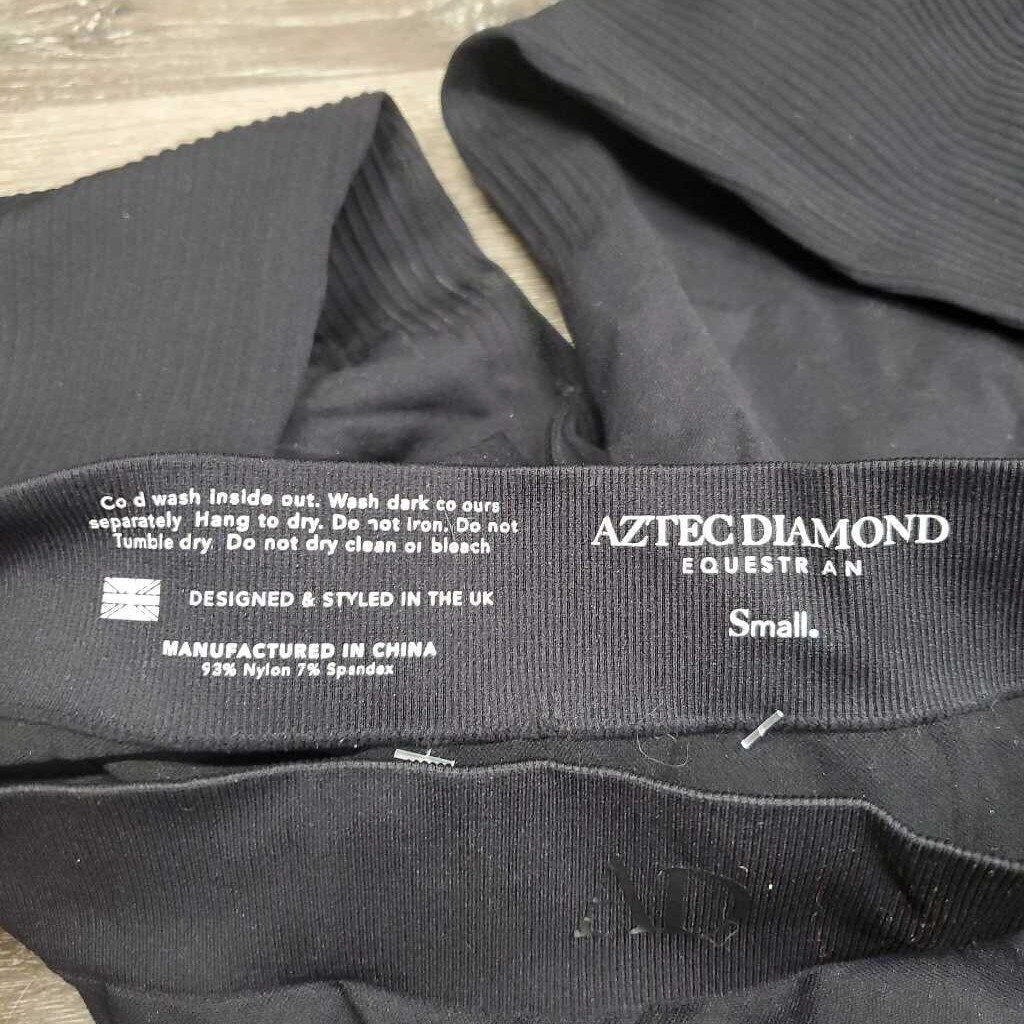 Co d wash inside out. Wash dark co ours
separately Hang to dry. Do not Iron. Do not
Tumble dry. Do not dry clean or bleach
DESIGNED & STYLED IN THE UK
MANUFACTURED IN CHINA
93% Nylon 7% Spandex
AZTEC DIAMOND
EQUESTR AN
Small.
AD